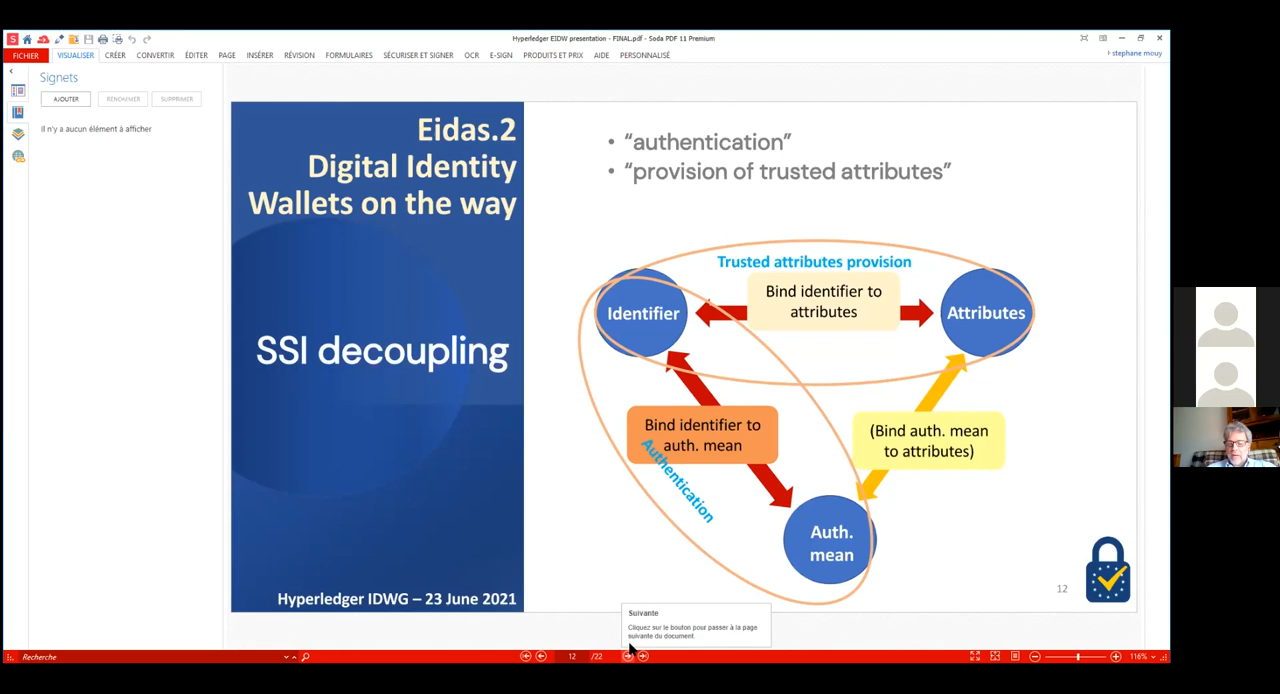 Hyperledger EIDW presentation - FINAL.pdf - Soda PDF 11 Premium
FICHIER VISUALISER CRÉER CONVERTIR ÉDITER PAGE INSÉRER RÉVISION FORMULAIRES SÉCURISER ET SIGNER OCR E-SIGN PRODUITS ET PRIX AIDE PERSONNALISÉ
stephane mouy
Signets
AJOUTER RENOMMER SUPPRIMER
Il n'y a aucun élément à afficher
Eidas.2
Digital Identity
Wallets on the way
SSI decoupling
Hyperledger IDWG – 23 June 2021
• “authentication”
• “provision of trusted attributes”
Trusted attributes provision
Identifier
Bind identifier to
attributes
Attributes
Bind identifier to
auth. mean
(Bind auth. mean
to attributes)
Authentication
Auth.
mean
12
Suivante
Cliquez sur le bouton pour passer à la page
suivante du document.
Recherche
12 /22
116%